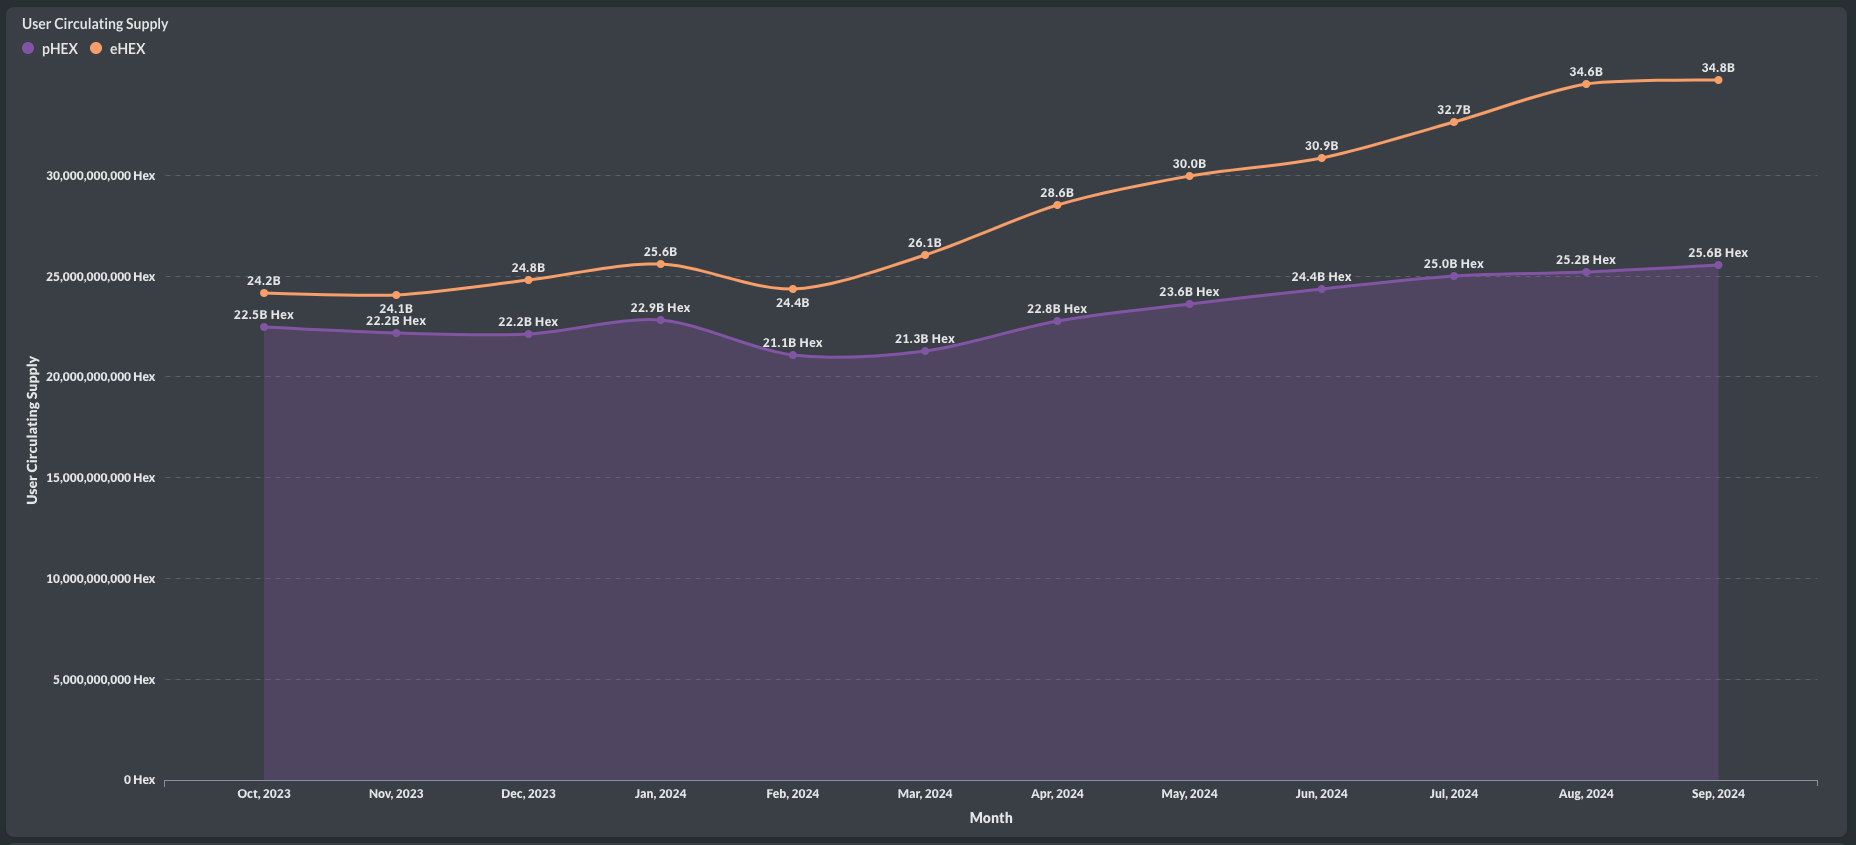 User Circulating Supply
pHEX eHEX
User Circulating Supply
30,000,000,000 Hex
25,000,000,000 Hex
20,000,000,000 Hex
15,000,000,000 Hex
10,000,000,000 Hex
5,000,000,000 Hex
0 Hex
24.2B
24.1B
24.8B
25.6B
24.4B
26.1B
28.6B
30.0B
30.9B
32.7B
34.6B
34.8B
22.5B Hex
22.2B Hex
22.2B Hex
22.9B Hex
21.1B Hex
21.3B Hex
22.8B Hex
23.6B Hex
24.4B Hex
25.0B Hex
25.2B Hex
25.6B Hex
Oct, 2023 Nov, 2023 Dec, 2023 Jan, 2024 Feb, 2024 Mar, 2024 Apr, 2024 May, 2024 Jun, 2024 Jul, 2024 Aug, 2024 Sep, 2024
Month